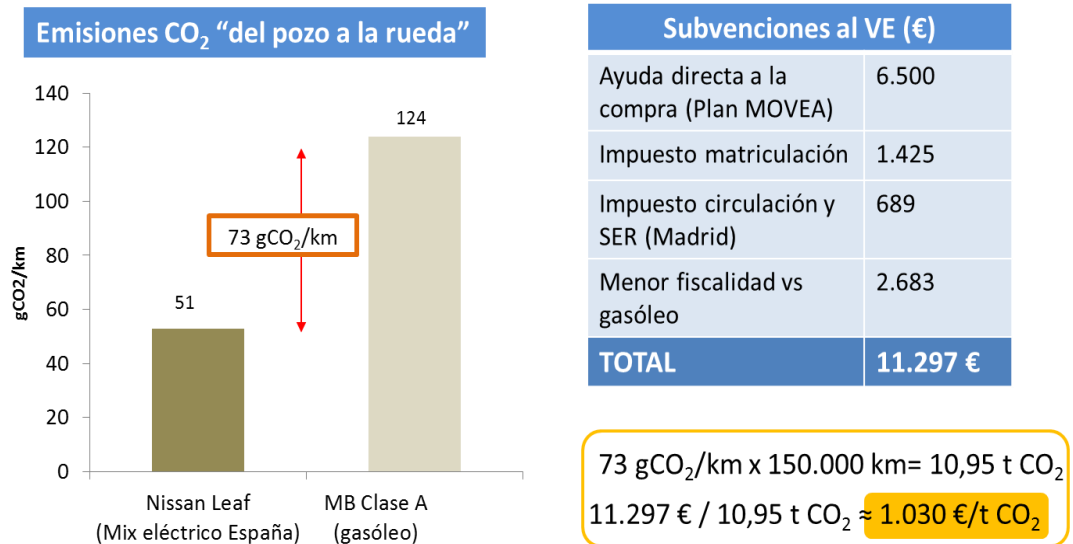 Emisiones CO₂ “del pozo a la rueda”
gCO2/km
140
120
100
80
60
40
20
0
51
124
73 gCO₂/km
Nissan Leaf
(Mix eléctrico España)
MB Clase A
(gasóleo)
Subvenciones al VE (€)
Ayuda directa a la
compra (Plan MOVEA)
6.500
Impuesto matriculación
1.425
Impuesto circulación y
SER (Madrid)
689
Menor fiscalidad vs
gasóleo
2.683
TOTAL
11.297 €
73 gCO₂/km x 150.000 km= 10,95 t CO₂
11.297 € / 10,95 t CO₂ ≈ 1.030 €/t CO₂